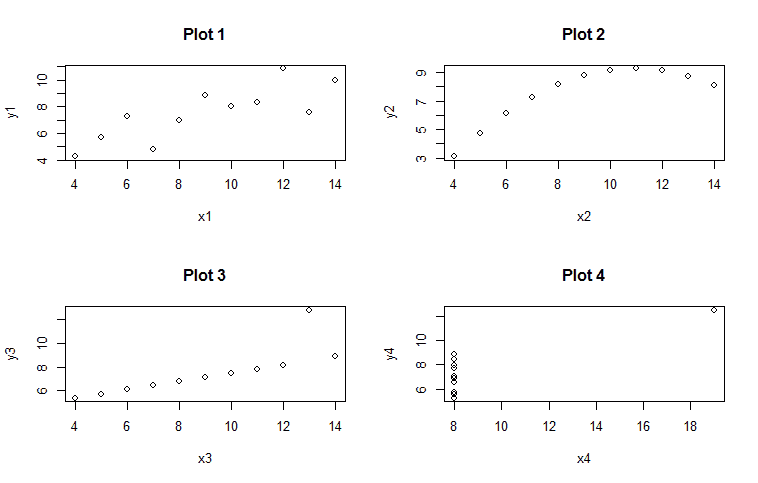 Plot 1
y1
4 6 8 10
4 6 8 10 12 14
x1
Plot 2
y2
3 5 7 9
4 6 8 10 12 14
x2
Plot 3
y3
6 8 10
4 6 8 10 12 14
x3
Plot 4
y4
6 8 10
8 10 12 14 16 18
x4